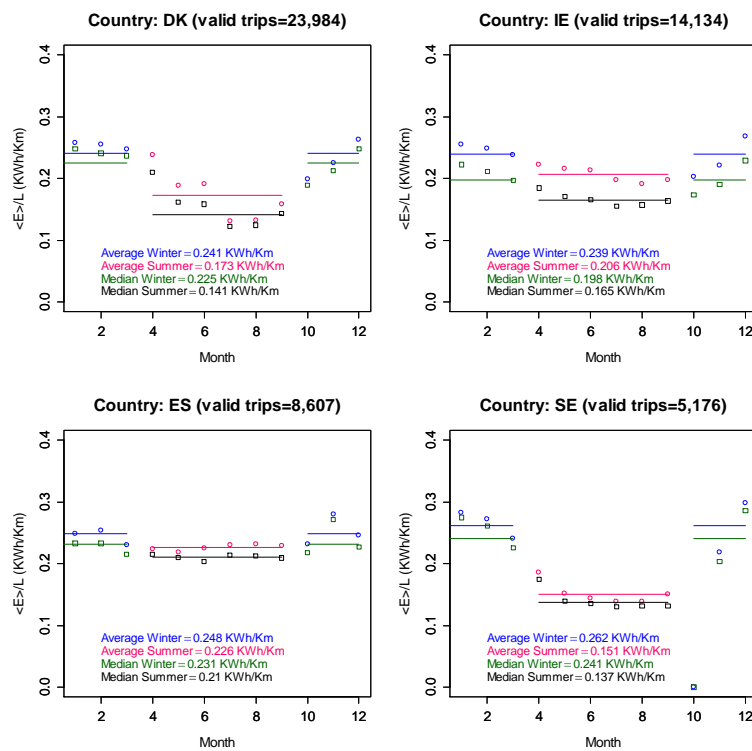 Country: DK (valid trips=23,984)
<E>/L (KWh/Km)
0.0
0.1
0.2
0.3
0.4
Average Winter=0.241 KWh/Km
Average Summer=0.173 KWh/Km
Median Winter=0.225 KWh/Km
Median Summer=0.141 KWh/Km
2 4 6 8 10 12
Month
Country: IE (valid trips=14,134)
<E>/L (KWh/Km)
0.0
0.1
0.2
0.3
0.4
Average Winter=0.239 KWh/Km
Average Summer=0.206 KWh/Km
Median Winter=0.198 KWh/Km
Median Summer=0.165 KWh/Km
2 4 6 8 10 12
Month
Country: ES (valid trips=8,607)
<E>/L (KWh/Km)
0.0
0.1
0.2
0.3
0.4
Average Winter=0.248 KWh/Km
Average Summer=0.226 KWh/Km
Median Winter=0.231 KWh/Km
Median Summer=0.21 KWh/Km
2 4 6 8 10 12
Month
Country: SE (valid trips=5,176)
<E>/L (KWh/Km)
0.0
0.1
0.2
0.3
0.4
Average Winter=0.262 KWh/Km
Average Summer=0.151 KWh/Km
Median Winter=0.241 KWh/Km
Median Summer=0.137 KWh/Km
2 4 6 8 10 12
Month